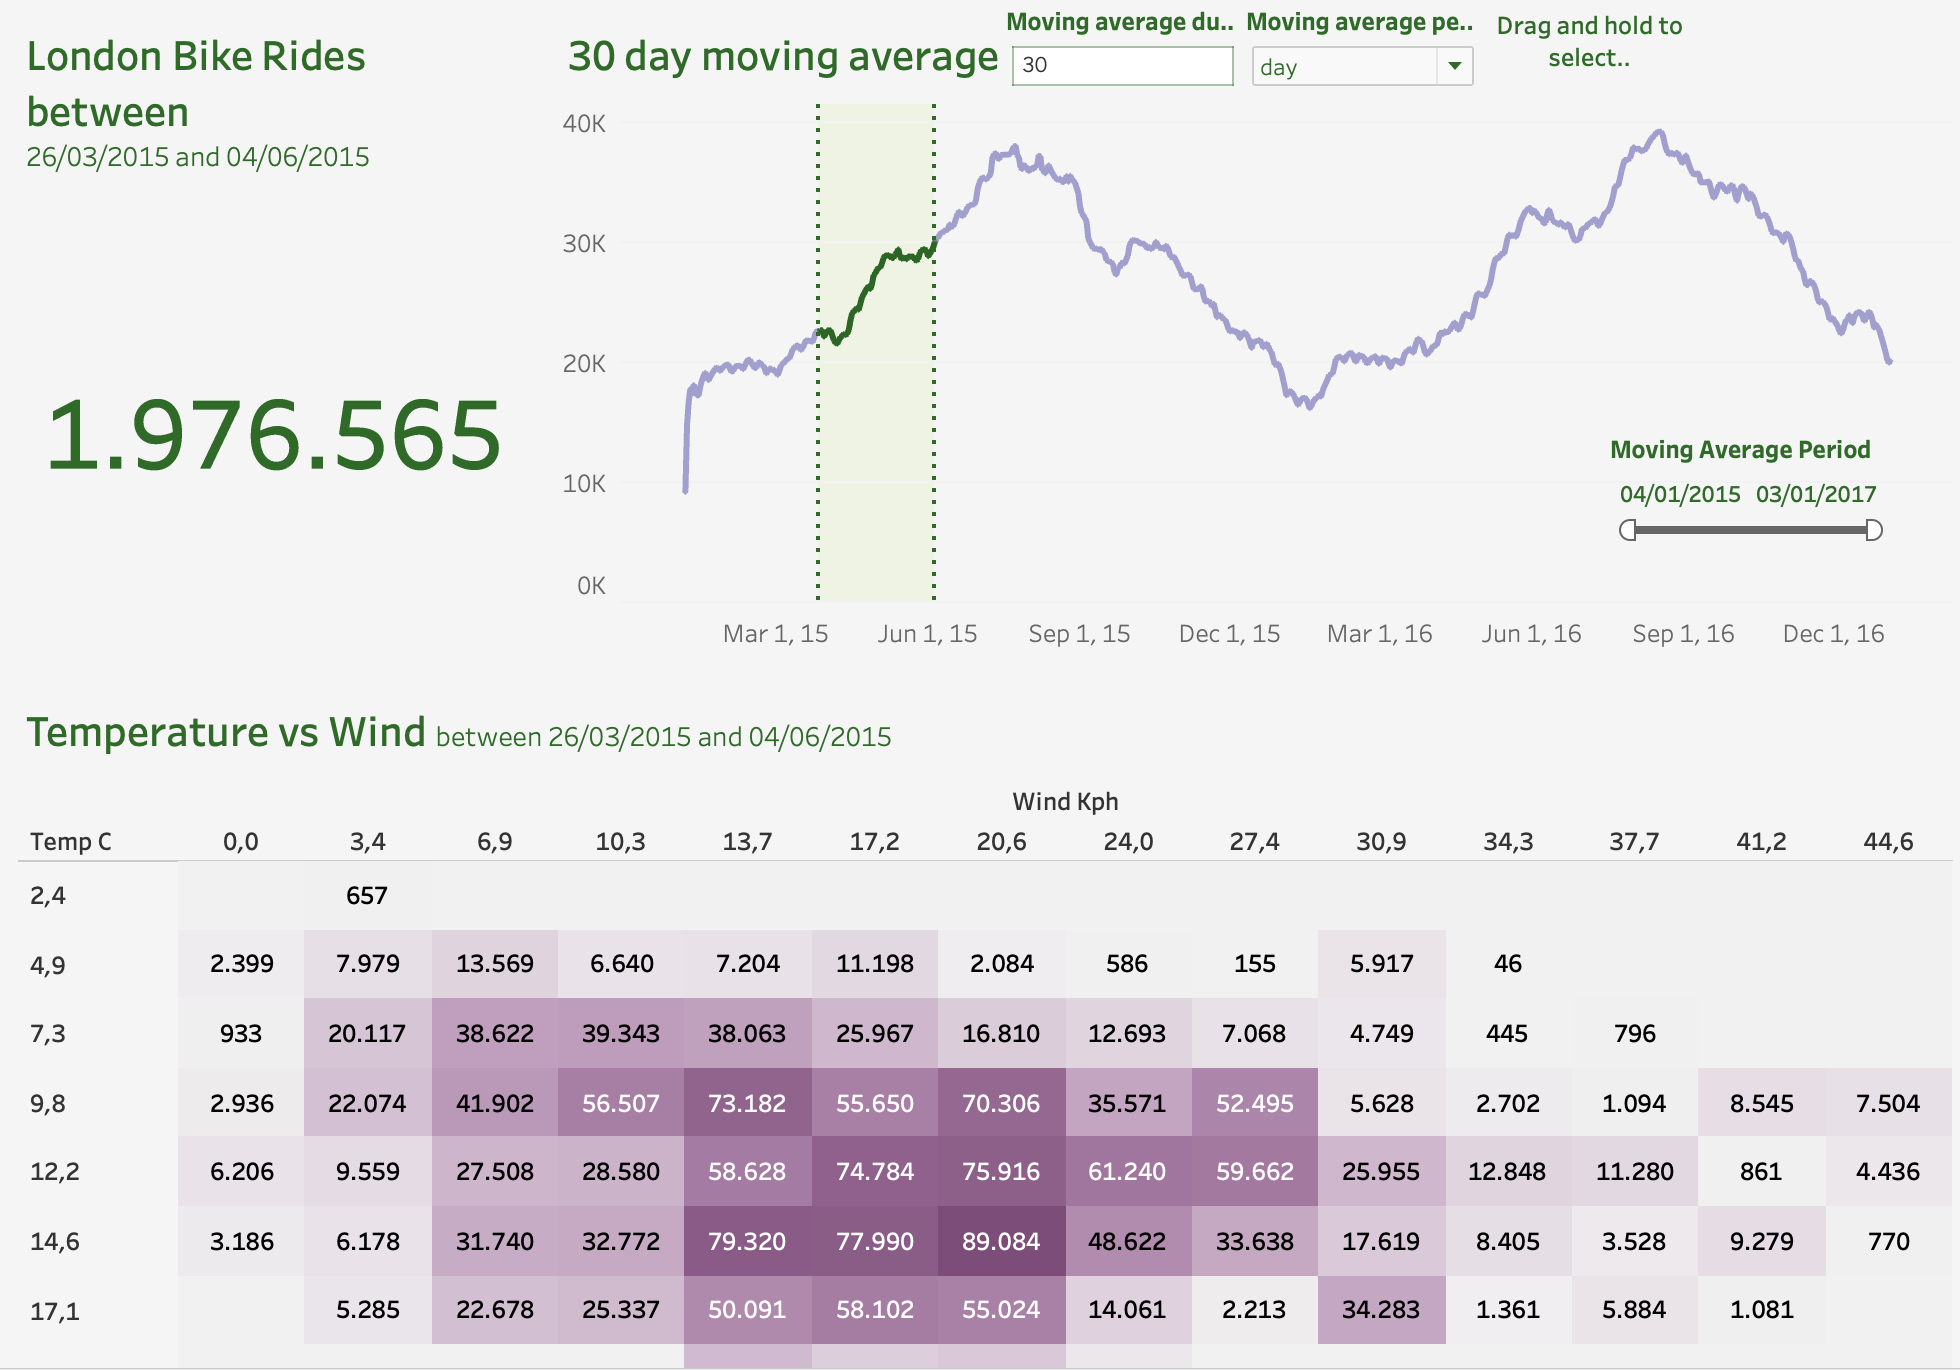 London Bike Rides
between
26/03/2015 and 04/06/2015
1.976.565
30 day moving average
Moving average du..
30
Moving average pe..
day
Drag and hold to
select..
40K
30K
20K
10K
0K
Mar 1, 15 Jun 1, 15 Sep 1, 15 Dec 1, 15 Mar 1, 16 Jun 1, 16 Sep 1, 16 Dec 1, 16
Moving Average Period
04/01/2015 03/01/2017
Temperature vs Wind between 26/03/2015 and 04/06/2015
Wind Kph
Temp C 0,0 3,4 6,9 10,3 13,7 17,2 20,6 24,0 27,4 30,9 34,3 37,7 41,2 44,6
2,4 657
4,9 2.399 7.979 13.569 6.640 7.204 11.198 2.084 586 155 5.917 46
7,3 933 20.117 38.622 39.343 38.063 25.967 16.810 12.693 7.068 4.749 445 796
9,8 2.936 22.074 41.902 56.507 73.182 55.650 70.306 35.571 52.495 5.628 2.702 1.094 8.545 7.504
12,2 6.206 9.559 27.508 28.580 58.628 74.784 75.916 61.240 59.662 25.955 12.848 11.280 861 4.436
14,6 3.186 6.178 31.740 32.772 79.320 77.990 89.084 48.622 33.638 17.619 8.405 3.528 9.279 770
17,1 5.285 22.678 25.337 50.091 58.102 55.024 14.061 2.213 34.283 1.361 5.884 1.081